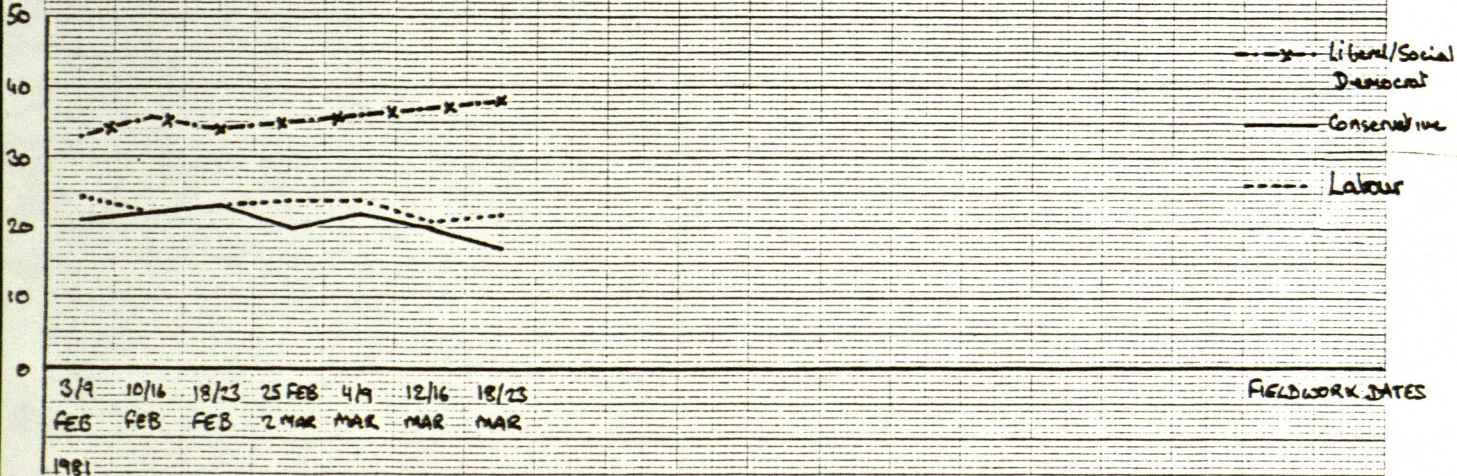 50
Liberal/Social
Democrat
40
Conservative
30
Labour
20
10
0
3/9 10/16 18/23 25 FEB 4/9 12/16 18/23 FIELDWORK DATES
FEB FEB FEB 2 MAR MAR MAR MAR
1981